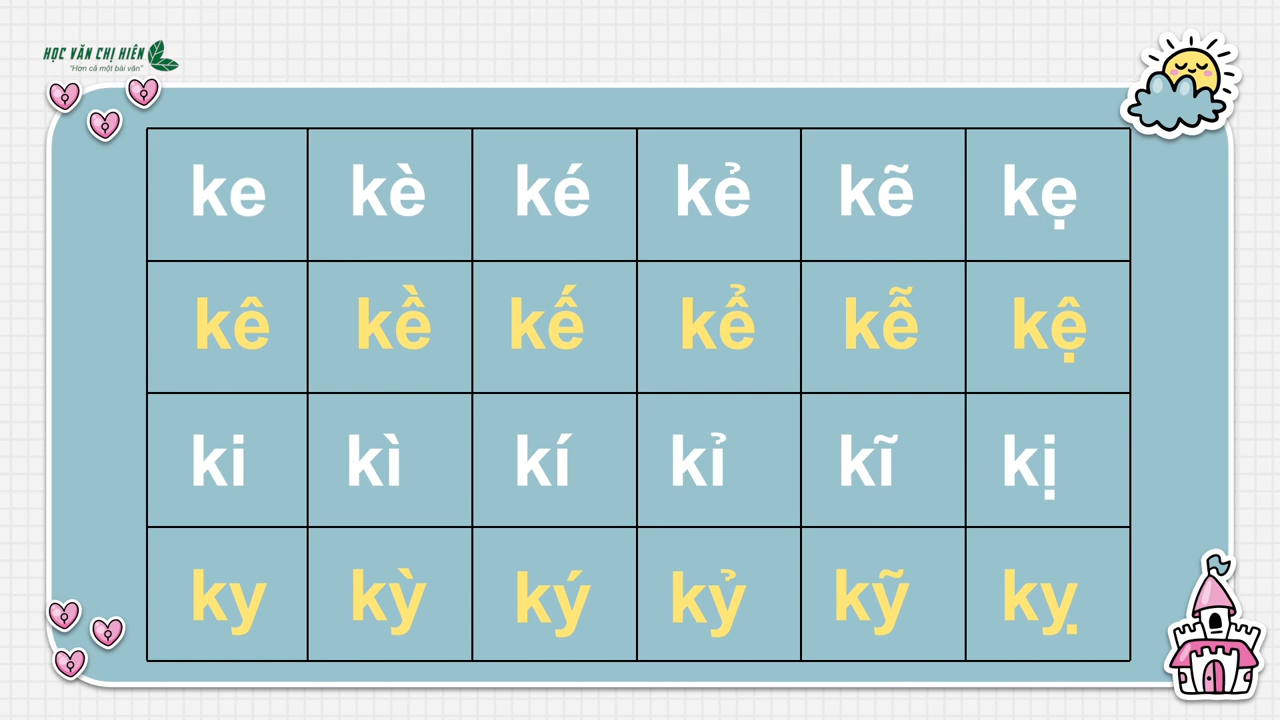 HỌC VĂN CHỊ HIÊN
"Hơn cả một bài văn"
ke kè ké kẻ kẽ kẹ
kê kề kế kể kễ kệ
ki kì kí kỉ kĩ kị
ky kỳ ký kỷ kỹ kỵ